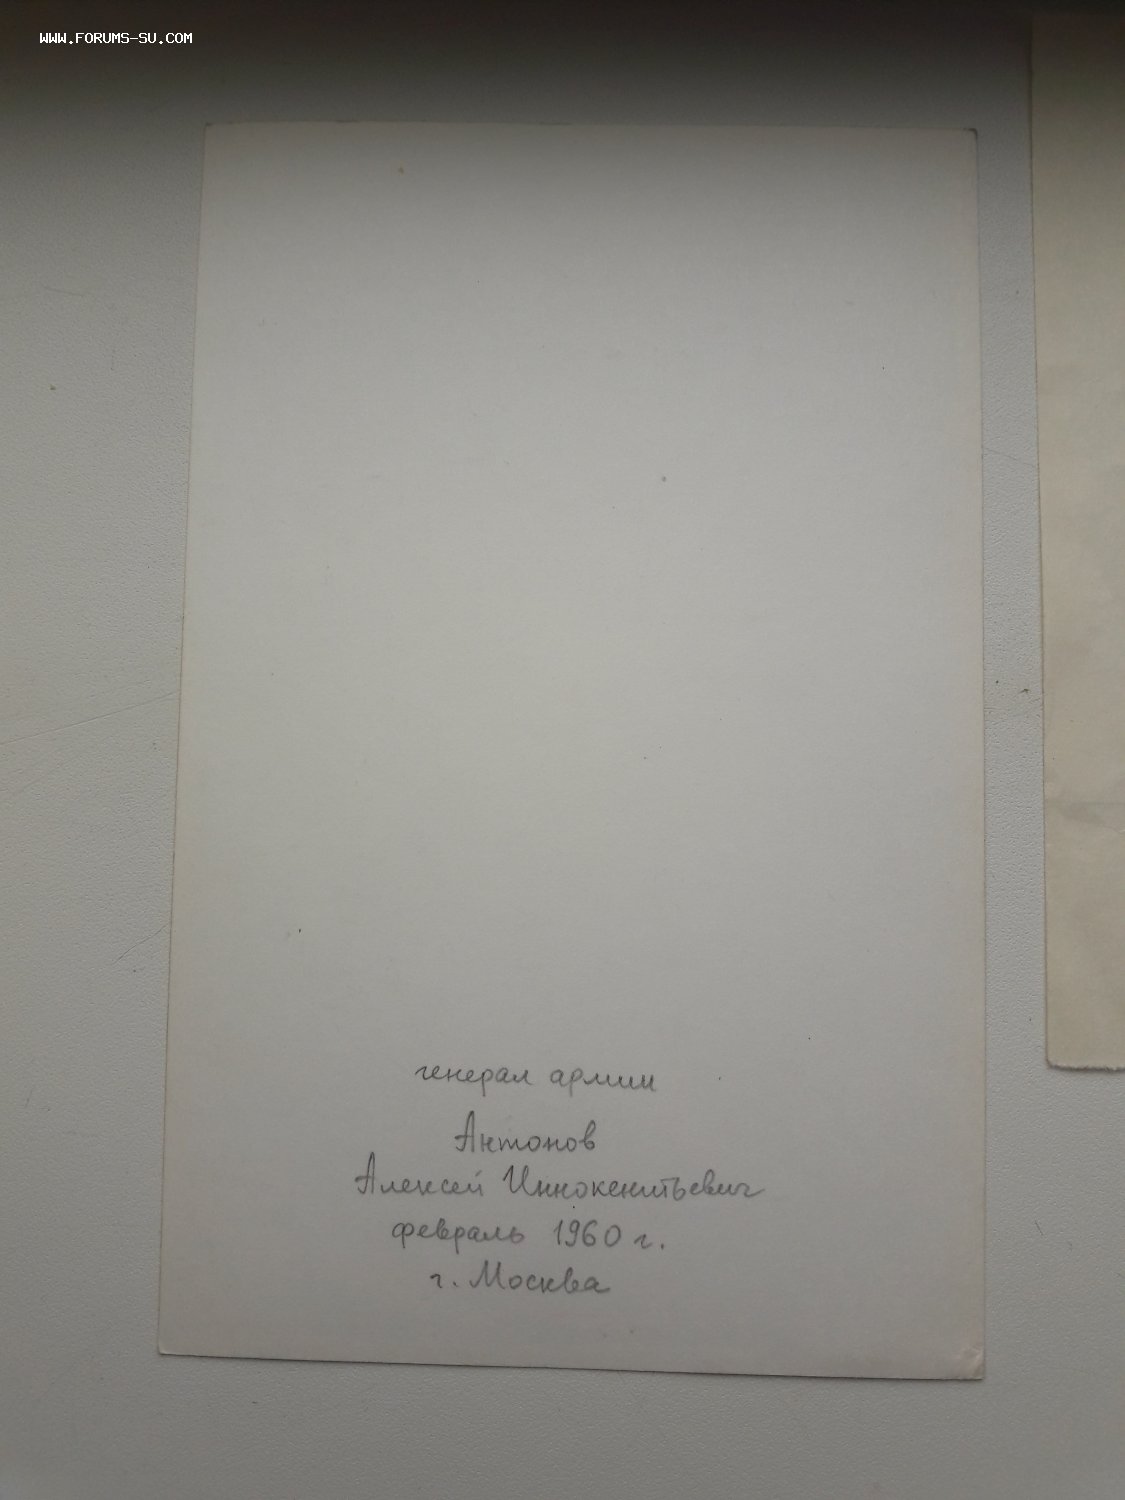 WWW.FORUMS-SU.COM
генерал армии
Антонов
Алексей Иннокентьевич
февраль 1960 г.
г. Москва